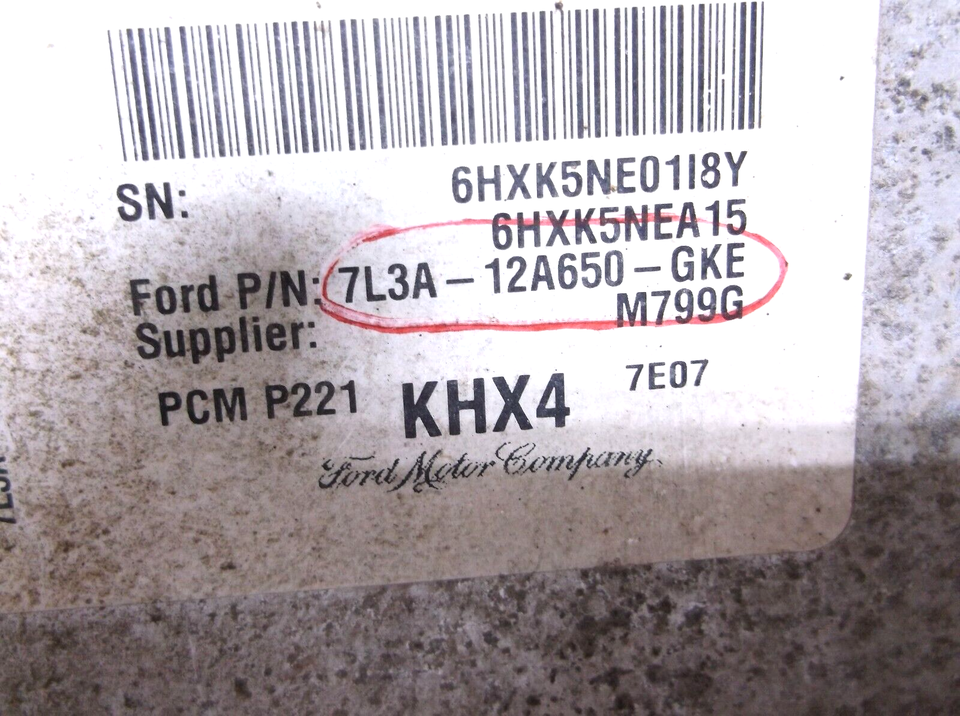 SN: 6HXK5NE01I8Y
6HXK5NEA15
Ford P/N: 7L3A-12A650-GKE
Supplier: M799G
PCM P221 KHX4 7E07
Ford Motor Company